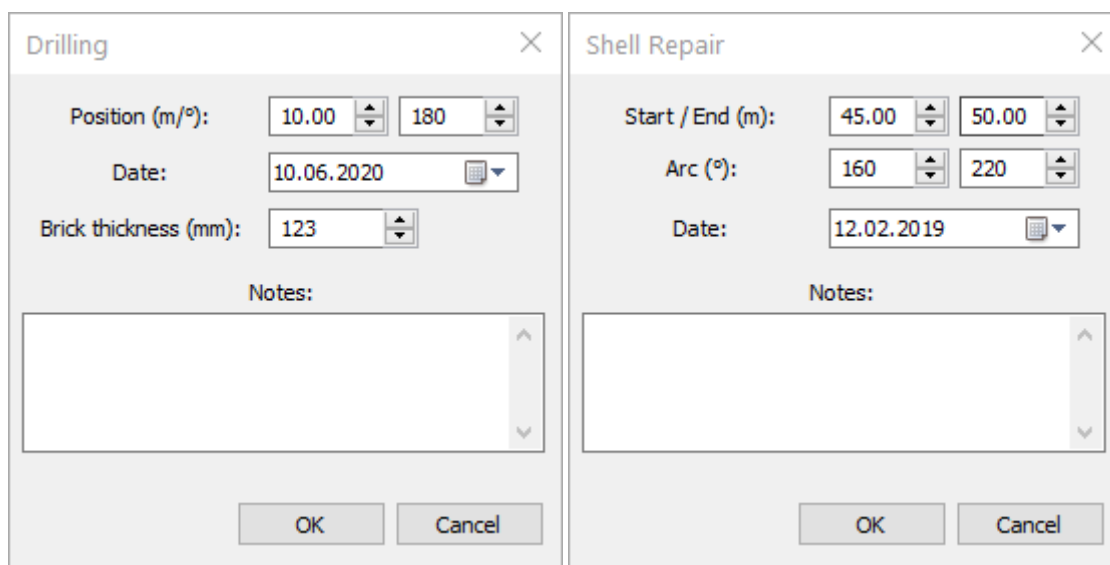 Drilling
Position (m/°): 10.00 180
Date: 10.06.2020
Brick thickness (mm): 123
Notes:
OK Cancel
Shell Repair
Start / End (m): 45.00 50.00
Arc (°): 160 220
Date: 12.02.2019
Notes:
OK Cancel